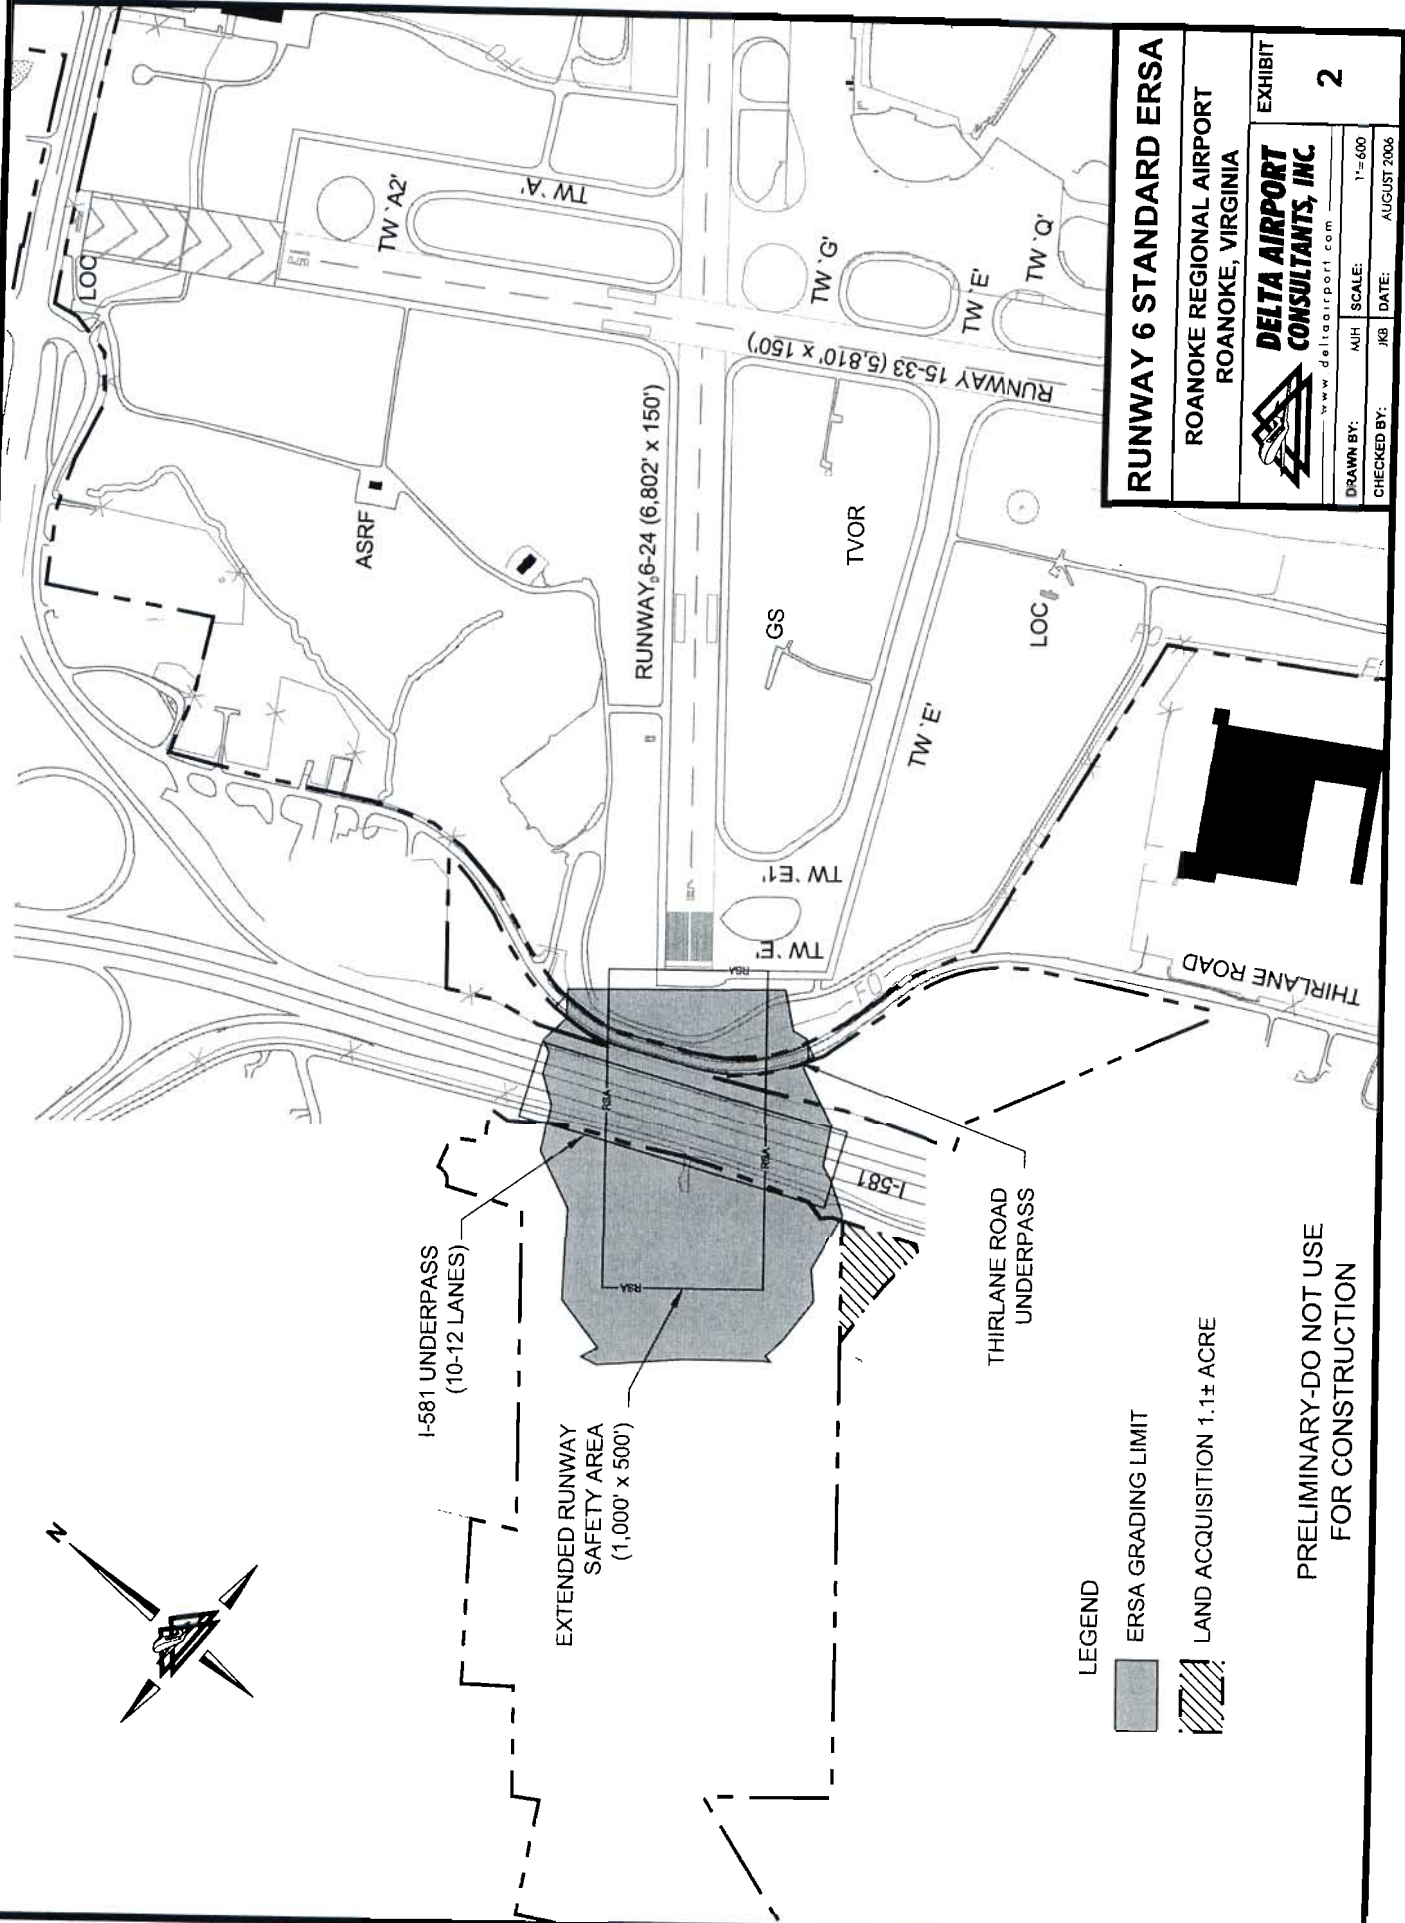 N
I-581 UNDERPASS
(10-12 LANES)
EXTENDED RUNWAY
SAFETY AREA
(1,000' x 500')
RSA
RSA
RSA
RSA
I-581
THIRLANE ROAD
UNDERPASS
THIRLANE ROAD
LOC
ASRF
TW `A2'
TW `A'
RUNWAY 6-24 (6,802' x 150')
RUNWAY 15-33 (5,810' x 150')
TW `G'
TW `E'
TW `Q'
TVOR
GS
LOC
TW `E'
TW `E1'
TW `E'
LEGEND
ERSA GRADING LIMIT
LAND ACQUISITION 1.1± ACRE
PRELIMINARY-DO NOT USE
FOR CONSTRUCTION
RUNWAY 6 STANDARD ERSA
ROANOKE REGIONAL AIRPORT
ROANOKE, VIRGINIA
DELTA AIRPORT
CONSULTANTS, INC.
www.deltaairport.com
EXHIBIT
2
DRAWN BY: MJH SCALE: 1"=600
CHECKED BY: JKB DATE: AUGUST 2006